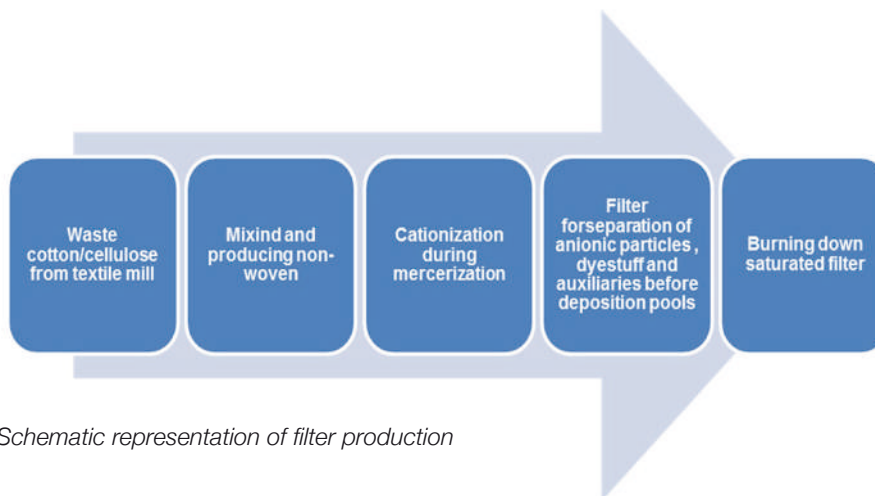 Waste
cotton/cellulose
from textile mill
Mixind and
producing non-
woven
Cationization
during
mercerization
Filter
forseparation of
anionic particles ,
dyestuff and
auxiliaries before
deposition pools
Burning down
saturated filter
Schematic representation of filter production